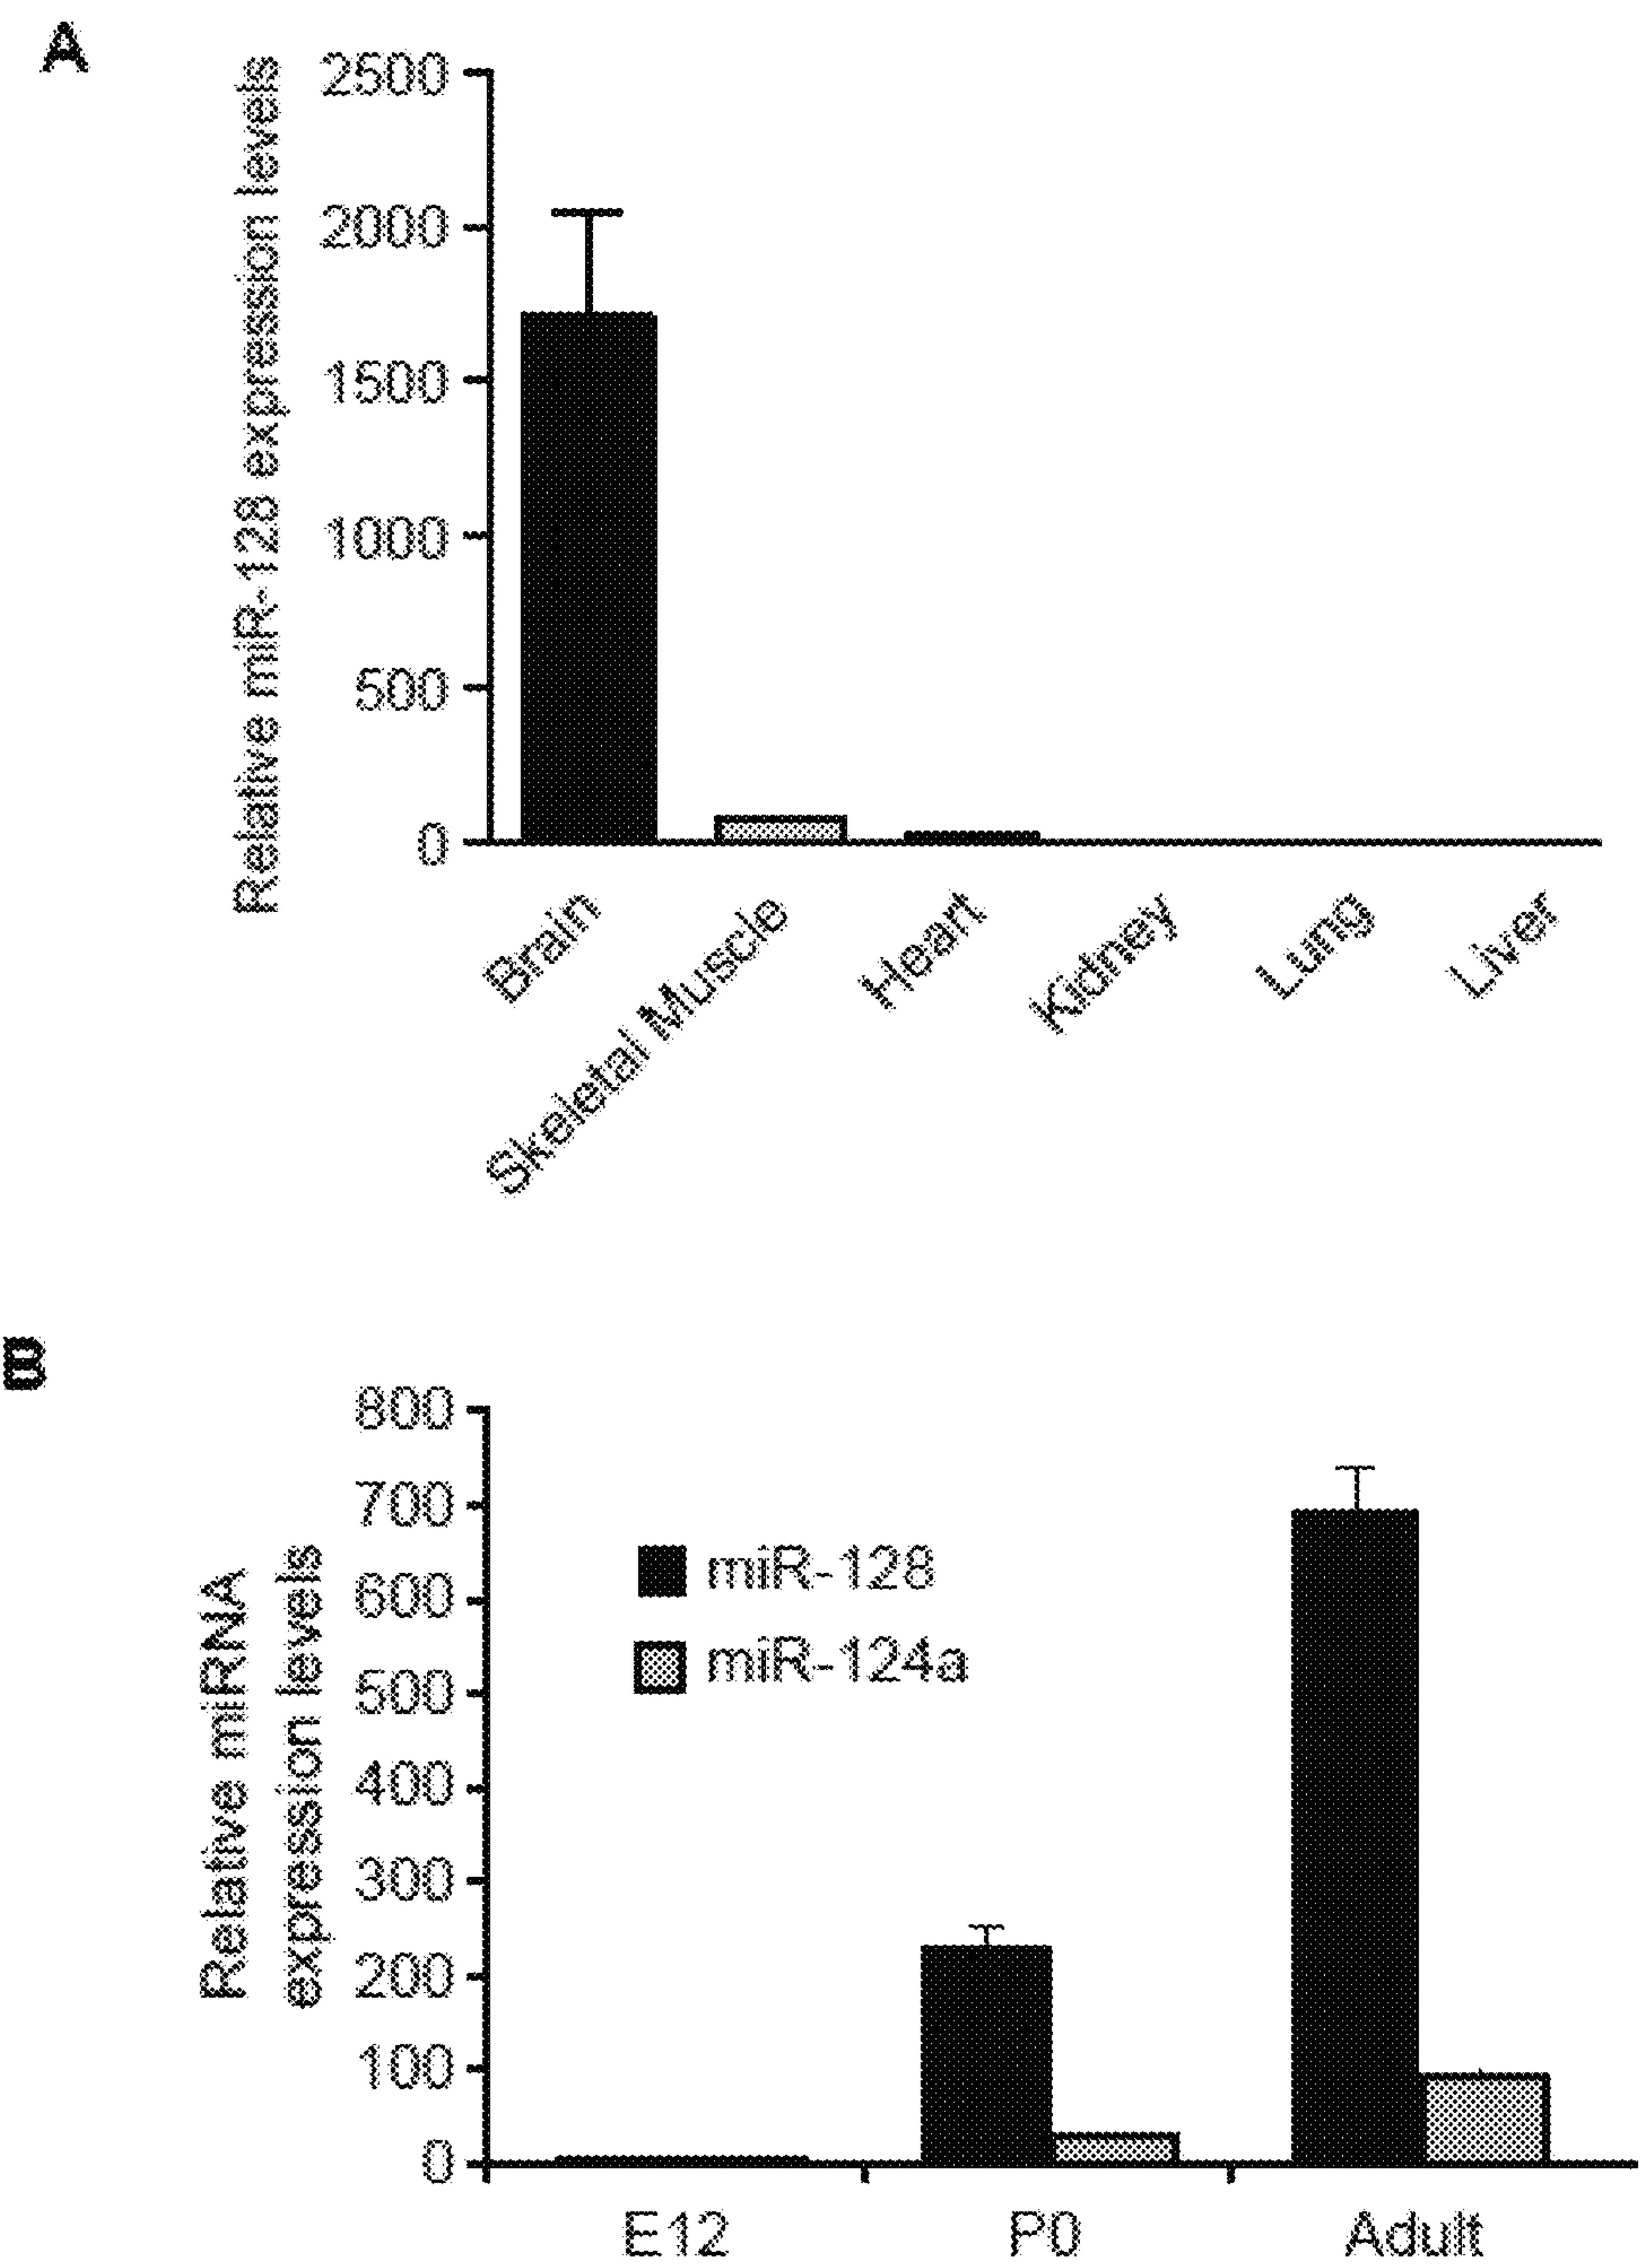 A
Relative miR-128 expression levels
2500
2000
1500
1000
500
0
Brain
Skeletal Muscle
Heart
Kidney
Lung
Liver
B
Relative miRNA
expression levels
800
700
600
500
400
300
200
100
0
miR-128
miR-124a
E12
P0
Adult